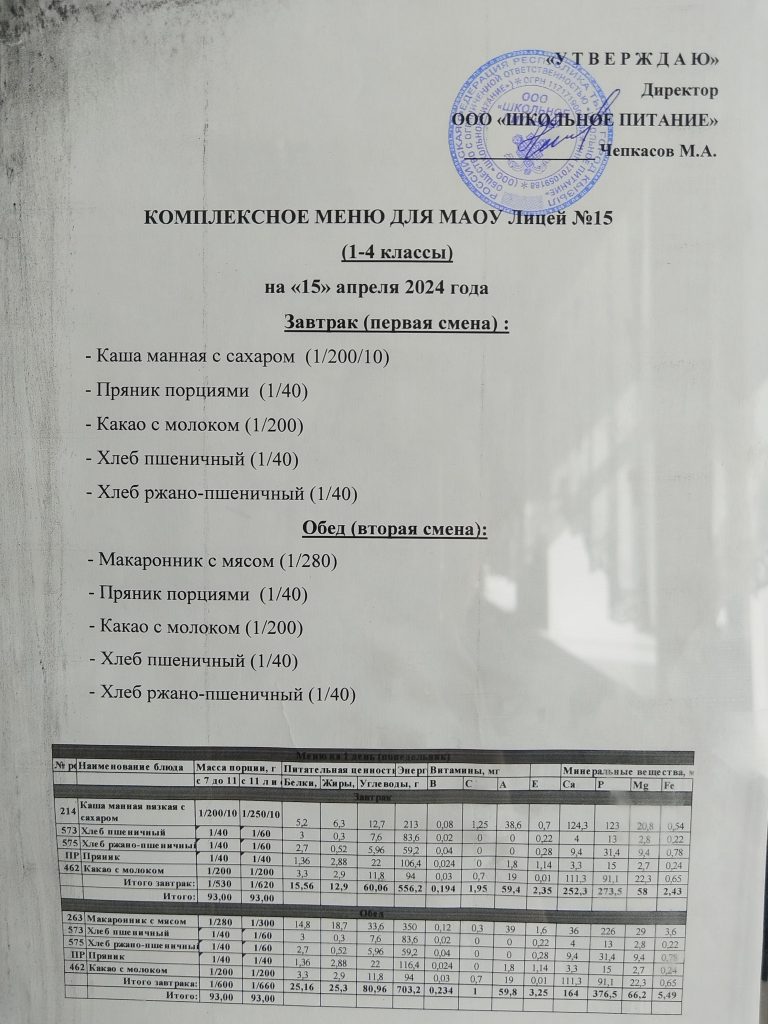 «У Т В Е Р Ж Д А Ю»
Директор
ООО «ШКОЛЬНОЕ ПИТАНИЕ»
Чепкасов М.А.
КОМПЛЕКСНОЕ МЕНЮ ДЛЯ МАОУ Лицей №15
(1-4 классы)
на «15» апреля 2024 года
Завтрак (первая смена) :
- Каша манная с сахаром (1/200/10)
- Пряник порциями (1/40)
- Какао с молоком (1/200)
- Хлеб пшеничный (1/40)
- Хлеб ржано-пшеничный (1/40)
Обед (вторая смена):
- Макаронник с мясом (1/280)
- Пряник порциями (1/40)
- Какао с молоком (1/200)
- Хлеб пшеничный (1/40)
- Хлеб ржано-пшеничный (1/40)
Меню на 1 день (понедельник)
№ ре Наименование блюда Масса порции, г Питательная ценность Энерг Витамины, мг Минеральные вещества, м
с 7 до 11 с 11 л и Белки, Жиры, Углеводы, г В С А Е Ca P Mg Fe
Завтрак
214 Каша манная вязкая с сахаром 1/200/10 1/250/10 5,2 6,3 12,7 213 0,08 1,25 38,6 0,7 124,3 123 20,8 0,54
573 Хлеб пшеничный 1/40 1/60 3 0,3 7,6 83,6 0,02 0 0 0,22 4 13 2,8 0,22
575 Хлеб ржано-пшеничный 1/40 1/60 2,7 0,52 5,96 59,2 0,04 0 0 0,28 9,4 31,4 9,4 0,78
ПР Пряник 1/40 1/40 1,36 2,88 22 106,4 0,024 0 1,8 1,14 3,3 15 2,7 0,24
462 Какао с молоком 1/200 1/200 3,3 2,9 11,8 94 0,03 0,7 19 0,01 111,3 91,1 22,3 0,65
Итого завтрак: 1/530 1/620 15,56 12,9 60,06 556,2 0,194 1,95 59,4 2,35 252,3 273,5 58 2,43
Итого: 93,00 93,00
Обед
263 Макаронник с мясом 1/280 1/300 14,8 18,7 33,6 350 0,12 0,3 39 1,6 36 226 29 3,6
573 Хлеб пшеничный 1/40 1/60 3 0,3 7,6 83,6 0,02 0 0 0,22 4 13 2,8 0,22
575 Хлеб ржано-пшеничный 1/40 1/60 2,7 0,52 5,96 59,2 0,04 0 0 0,28 9,4 31,4 9,4 0,78
ПР Пряник 1/40 1/40 1,36 2,88 22 116,4 0,024 0 1,8 1,14 3,3 15 2,7 0,24
462 Какао с молоком 1/200 1/200 3,3 2,9 11,8 94 0,03 0,7 19 0,01 111,3 91,1 22,3 0,65
Итого завтрака: 1/600 1/660 25,16 25,3 80,96 703,2 0,234 1 59,8 3,25 164 376,5 66,2 5,49
Итого: 93,00 93,00